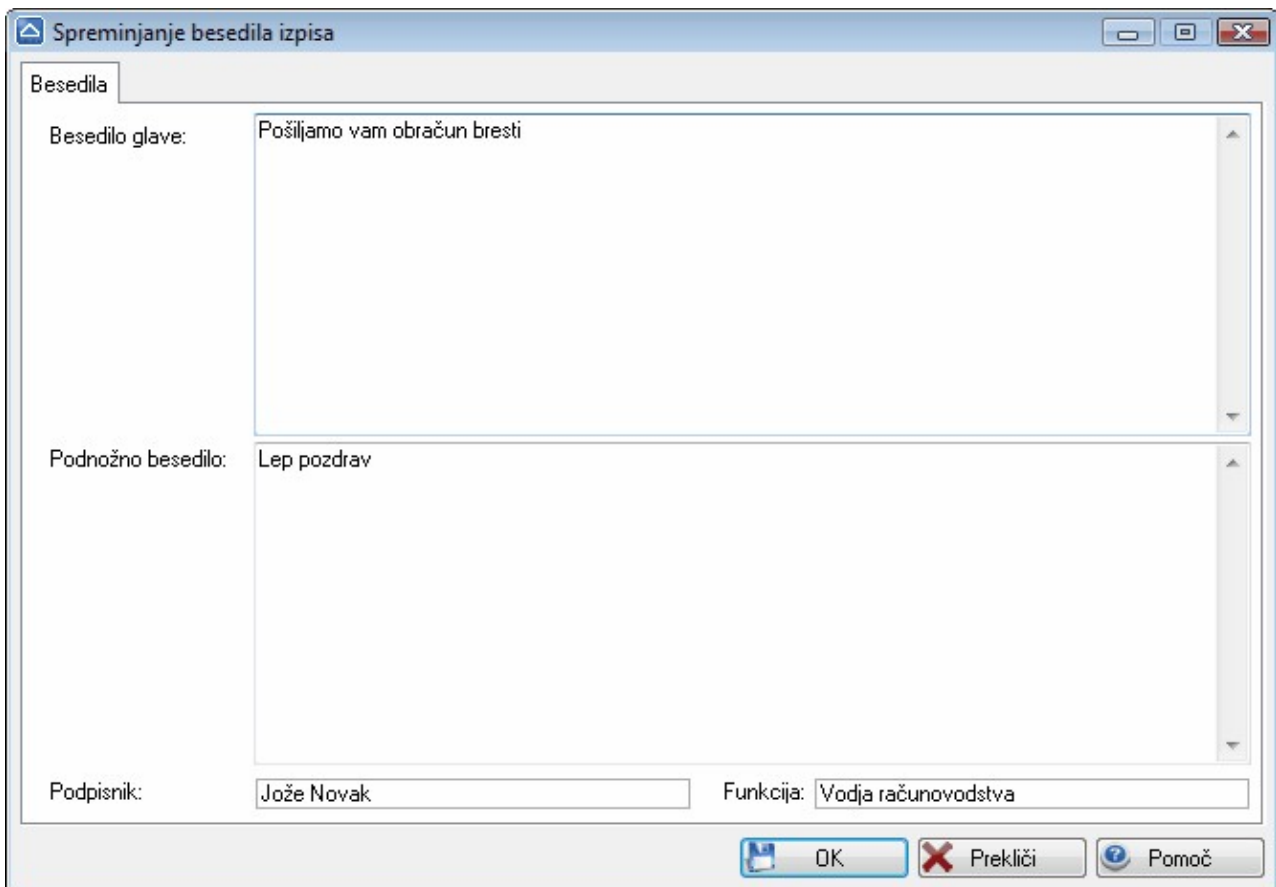 Spreminjanje besedila izpisa
Besedila
Besedilo glave: Pošiljamo vam obračun bresti
Podnožno besedilo: Lep pozdrav
Podpisnik: Jože Novak Funkcija: Vodja računovodstva
OK Prekliči Pomoč